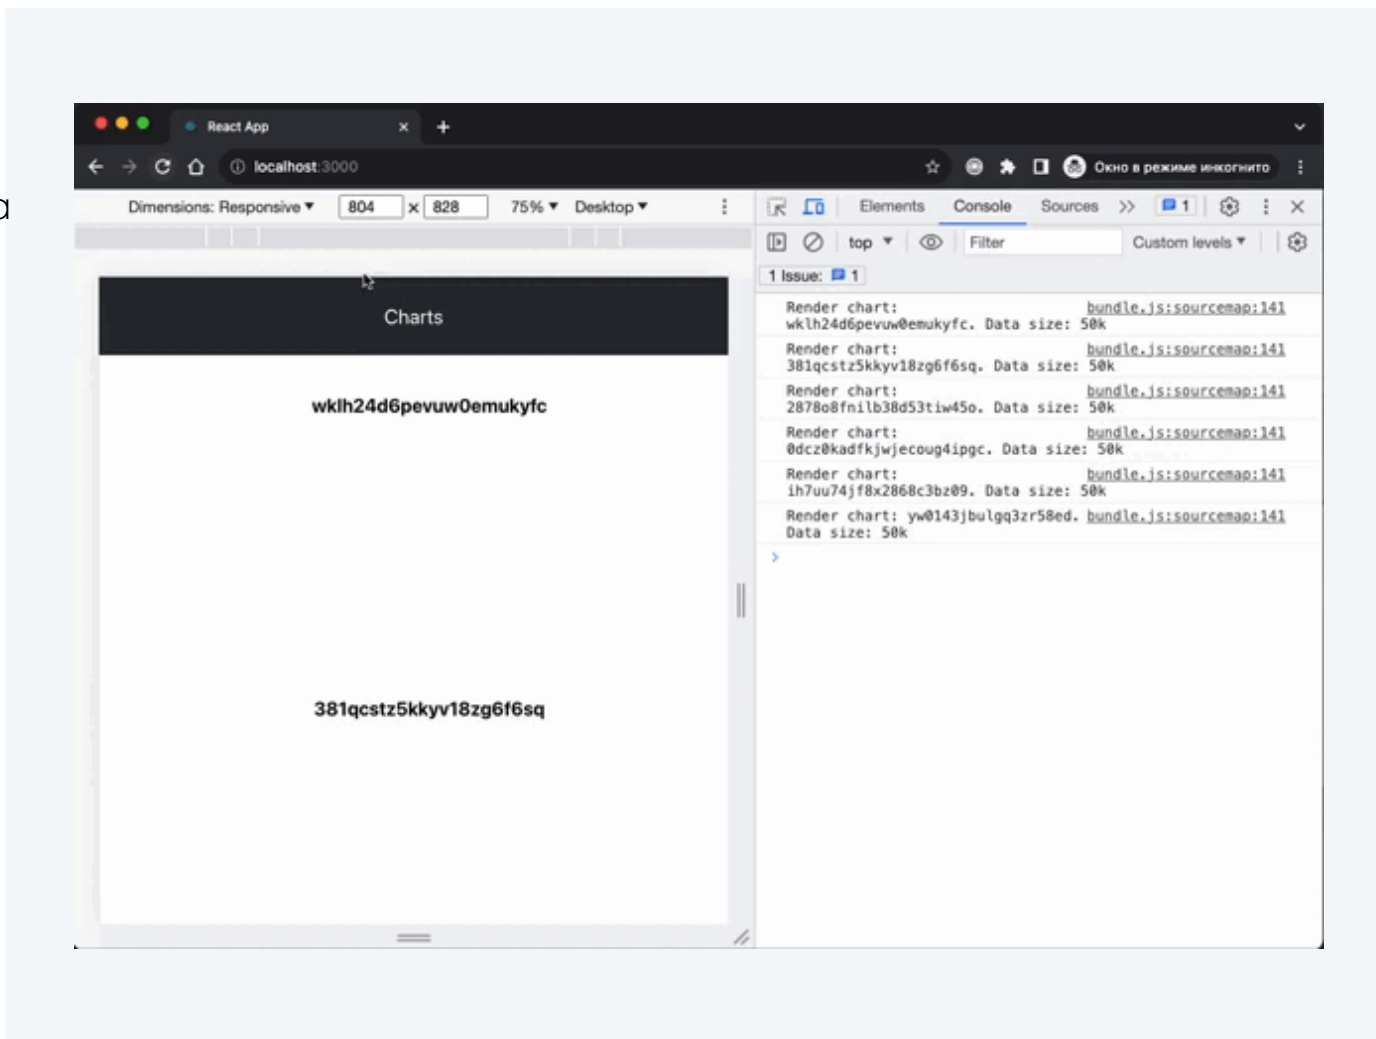 React App
localhost:3000
Окно в режиме инкогнито
a
Dimensions: Responsive 804 x 828 75% Desktop
Elements Console Sources 1
top Filter Custom levels
1 Issue: 1
Charts
wklh24d6pevuw0emukyfc
381qcstz5kkyv18zg6f6sq
Render chart: bundle.js:sourcemap:141
wklh24d6pevuw0emukyfc. Data size: 50k
Render chart: bundle.js:sourcemap:141
381qcstz5kkyv18zg6f6sq. Data size: 50k
Render chart: bundle.js:sourcemap:141
2878o8fnilb38d53tiw45o. Data size: 50k
Render chart: bundle.js:sourcemap:141
0dcz0kadfkjwjecoug4ipgc. Data size: 50k
Render chart: bundle.js:sourcemap:141
ih7uu74jf8x2868c3bz09. Data size: 50k
Render chart: yw0143jbulgq3zr58ed. bundle.js:sourcemap:141
Data size: 50k